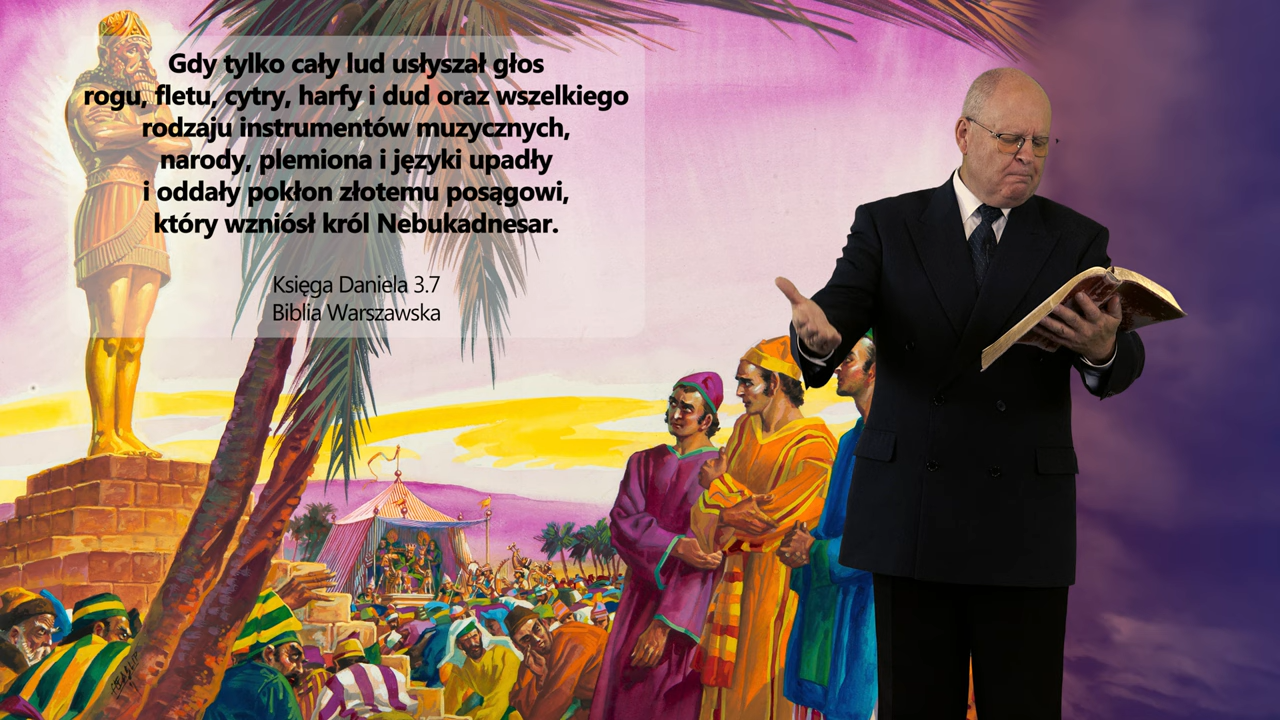 Gdy tylko cały lud usłyszał głos
rogu, fletu, cytry, harfy i dud oraz wszelkiego
rodzaju instrumentów muzycznych,
narody, plemiona i języki upadły
i oddały pokłon złotemu posągowi,
który wzniósł król Nebukadnesar.
Księga Daniela 3.7
Biblia Warszawska